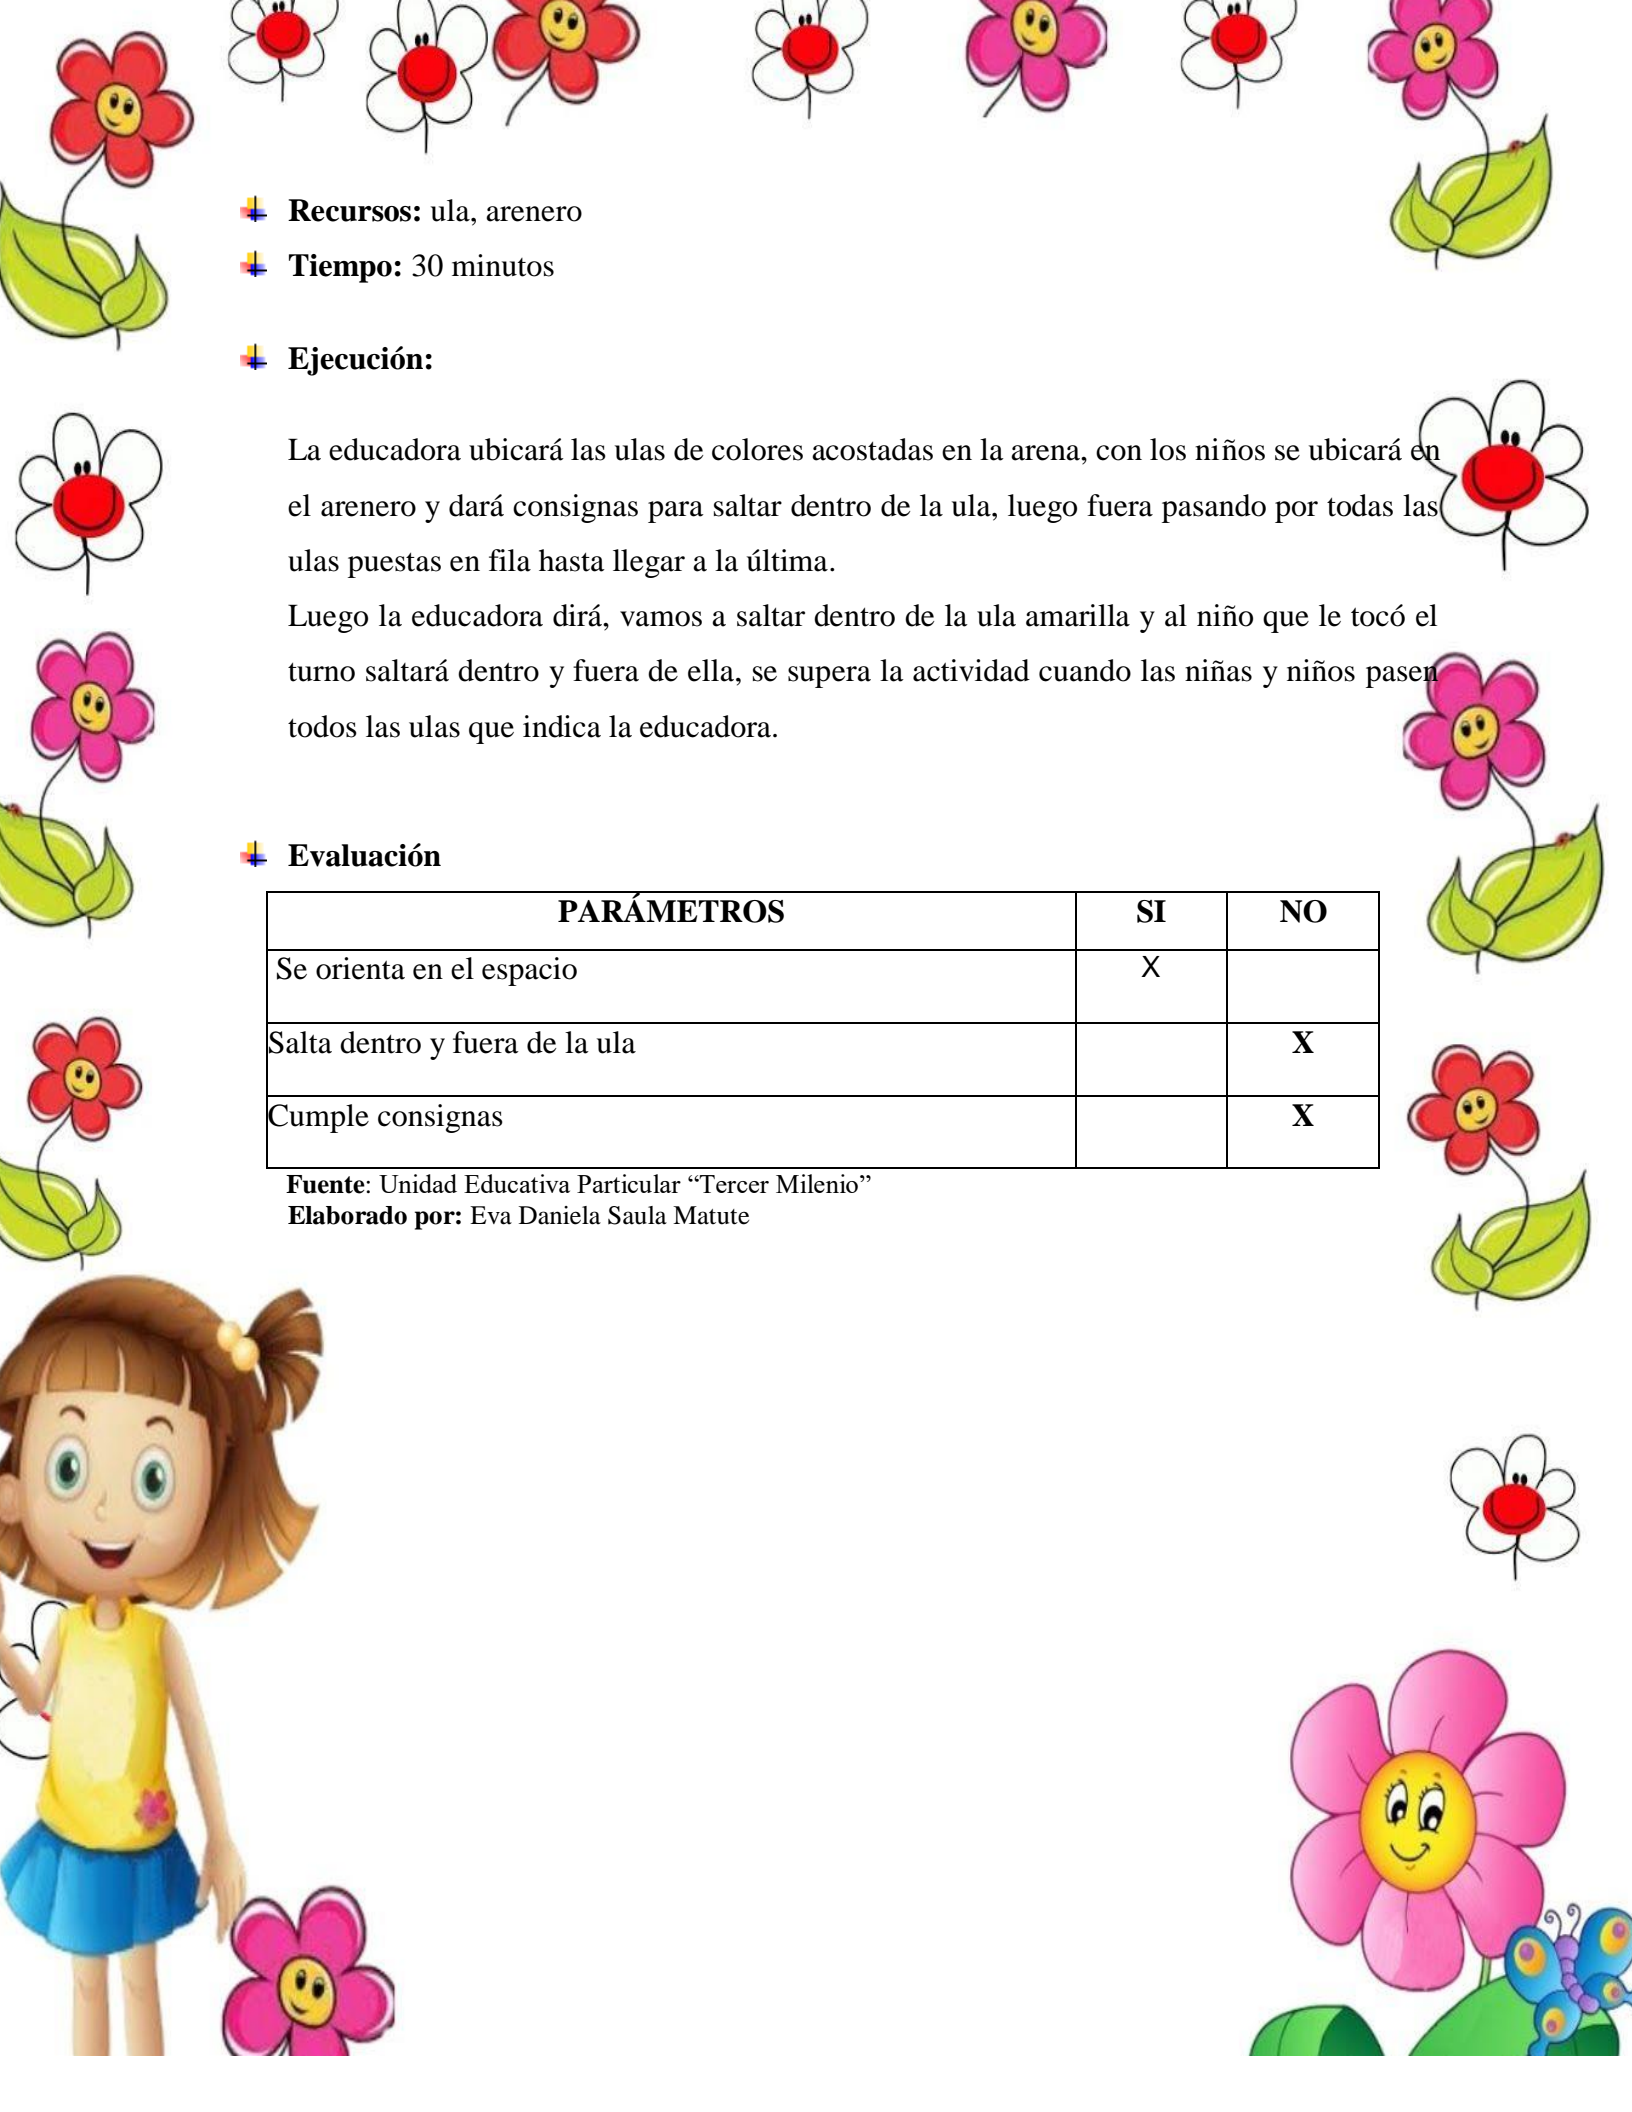 Recursos: ula, arenero
Tiempo: 30 minutos
Ejecución:
La educadora ubicará las ulas de colores acostadas en la arena, con los niños se ubicará en
el arenero y dará consignas para saltar dentro de la ula, luego fuera pasando por todas las
ulas puestas en fila hasta llegar a la última.
Luego la educadora dirá, vamos a saltar dentro de la ula amarilla y al niño que le tocó el
turno saltará dentro y fuera de ella, se supera la actividad cuando las niñas y niños pasen
todos las ulas que indica la educadora.
Evaluación
PARÁMETROS SI NO
Se orienta en el espacio X
Salta dentro y fuera de la ula X
Cumple consignas X
Fuente: Unidad Educativa Particular “Tercer Milenio”
Elaborado por: Eva Daniela Saula Matute